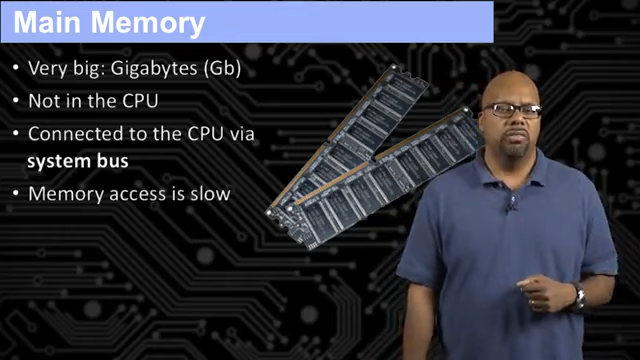 Main Memory
• Very big: Gigabytes (Gb)
• Not in the CPU
• Connected to the CPU via
system bus
• Memory access is slow